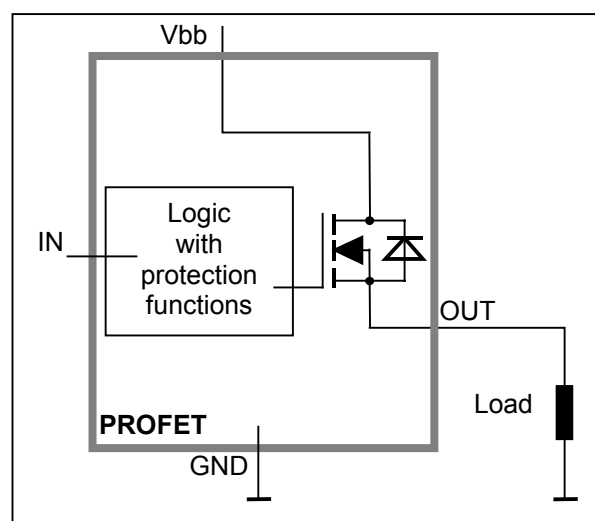 Vbb
IN
Logic
with
protection
functions
OUT
Load
PROFET
GND